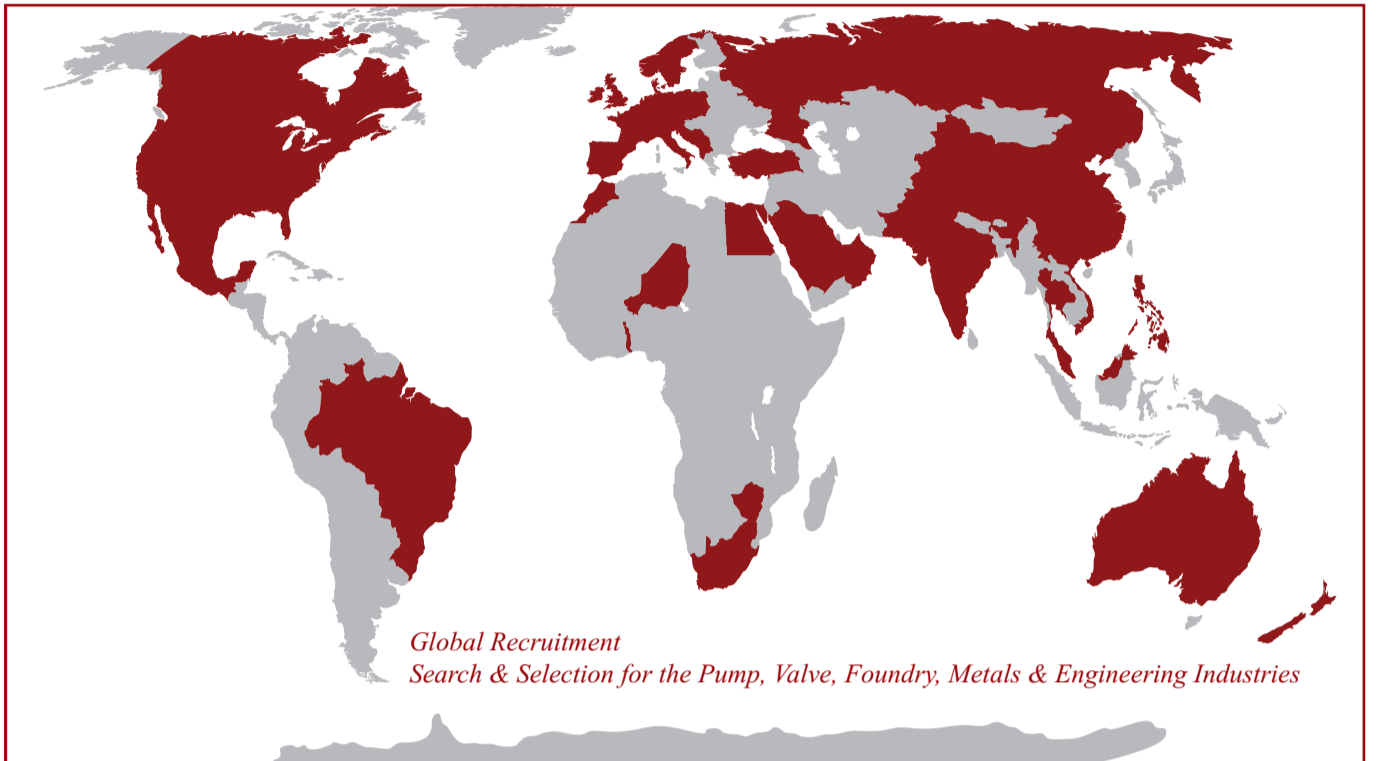 Global Recruitment
Search & Selection for the Pump, Valve, Foundry, Metals & Engineering Industries